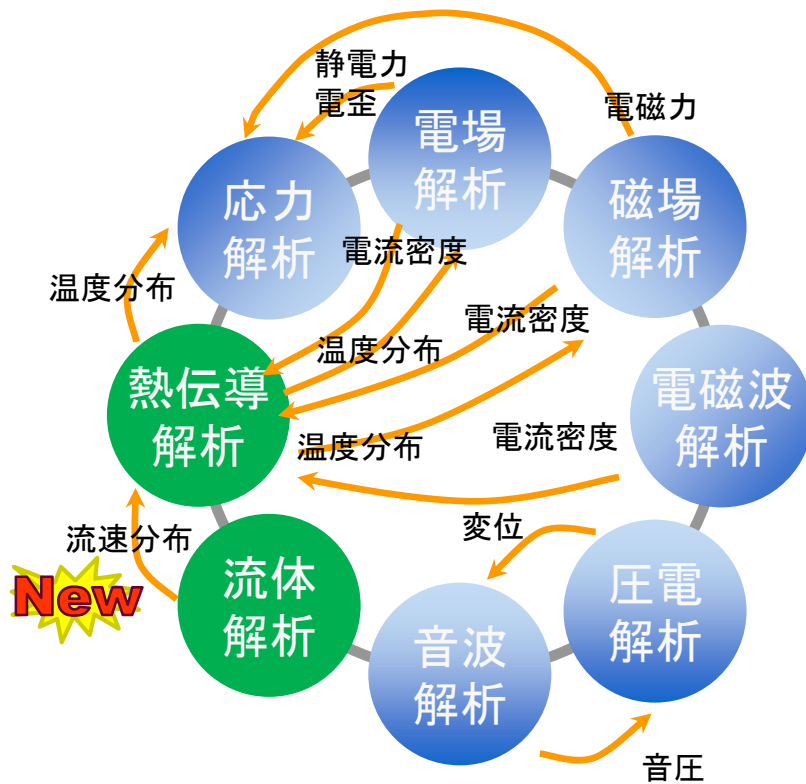 静電力
電歪
電磁力
電場
解析
応力
解析
磁場
解析
電流密度
温度分布
電流密度
温度分布
熱伝導
解析
電磁波
解析
温度分布
電流密度
流速分布
変位
New
流体
解析
圧電
解析
音波
解析
音圧